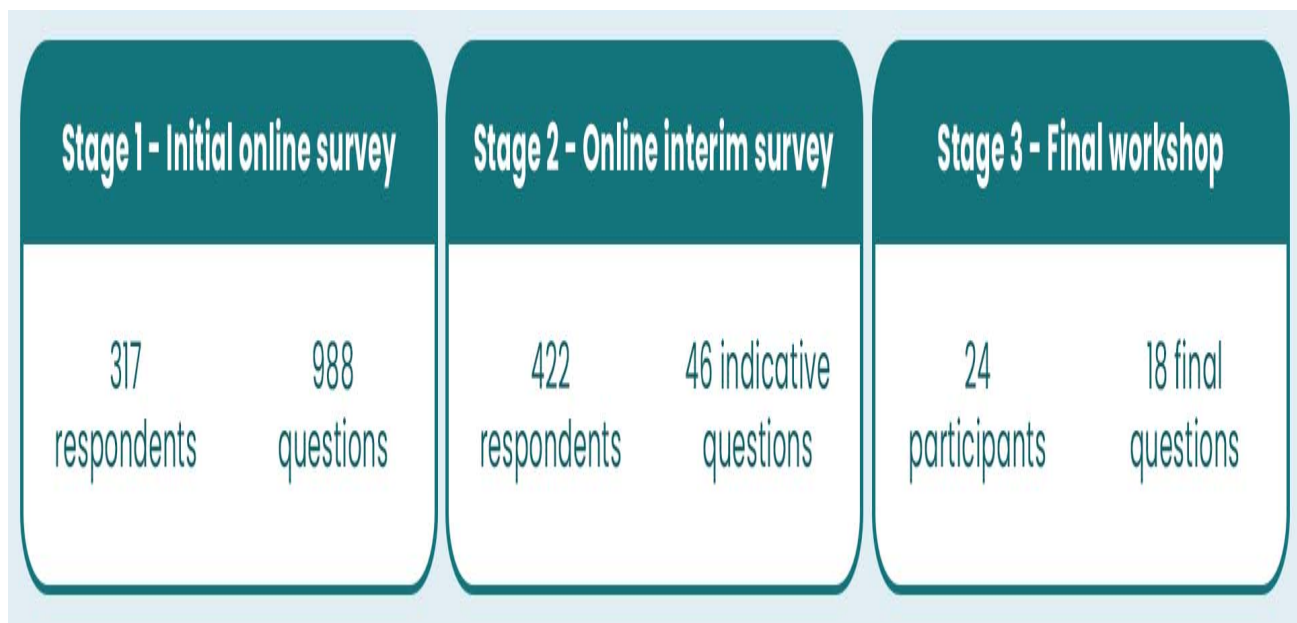 Stage 1 – Initial online survey
317
respondents
988
questions
Stage 2 – Online interim survey
422
respondents
46 indicative
questions
Stage 3 – Final workshop
24
participants
18 final
questions